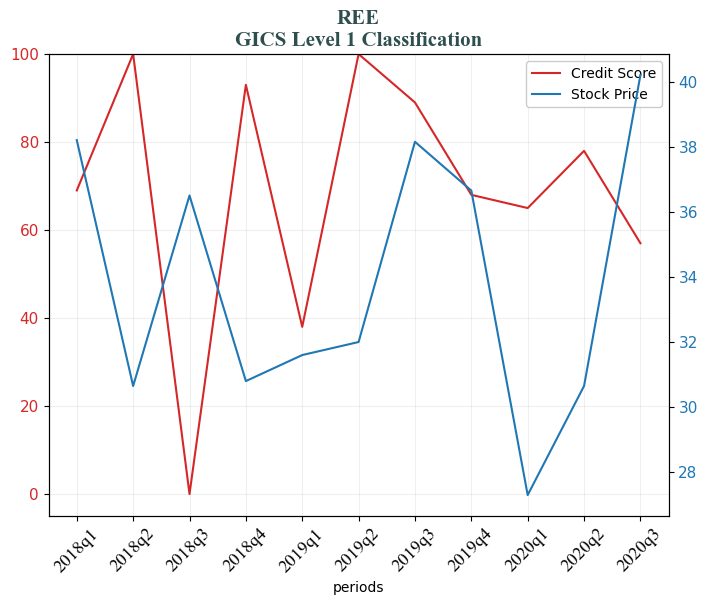 REE
GICS Level 1 Classification
Credit Score
Stock Price
100
80
60
40
20
0
40
38
36
34
32
30
28
2018q1
2018q2
2018q3
2018q4
2019q1
2019q2
2019q3
2019q4
2020q1
2020q2
2020q3
periods